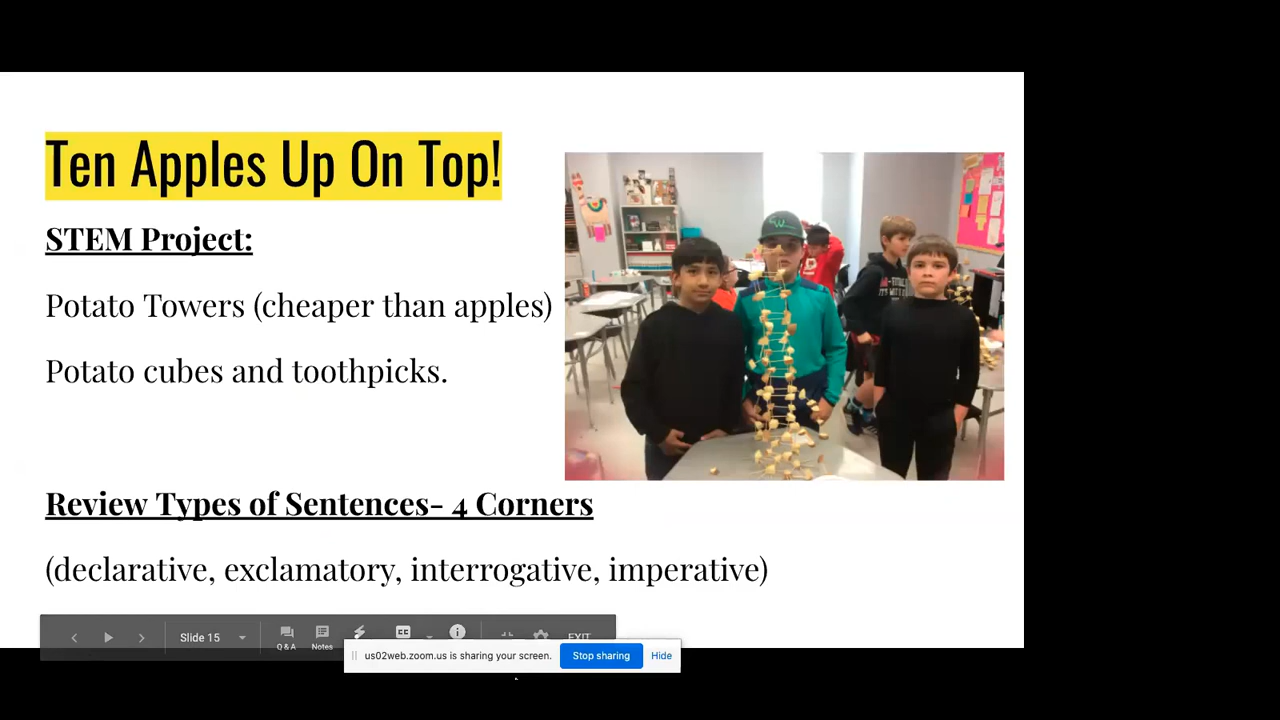 Ten Apples Up On Top!
STEM Project:
Potato Towers (cheaper than apples)
Potato cubes and toothpicks.
Review Types of Sentences- 4 Corners
(declarative, exclamatory, interrogative, imperative)
Slide 15
Q & A
Notes
CC
EXIT
us02web.zoom.us is sharing your screen.
Stop sharing
Hide